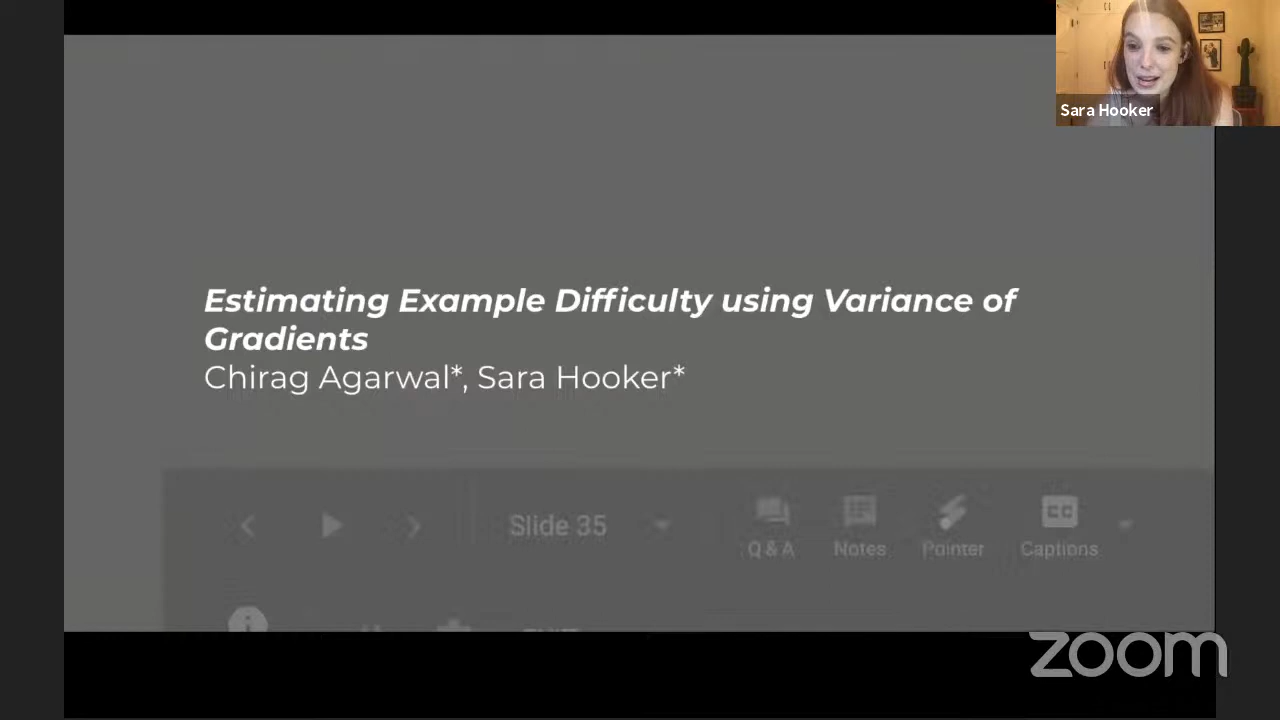 Sara Hooker
Estimating Example Difficulty using Variance of
Gradients
Chirag Agarwal*, Sara Hooker*
Slide 35
Q & A
Notes
Pointer
Captions
zoom